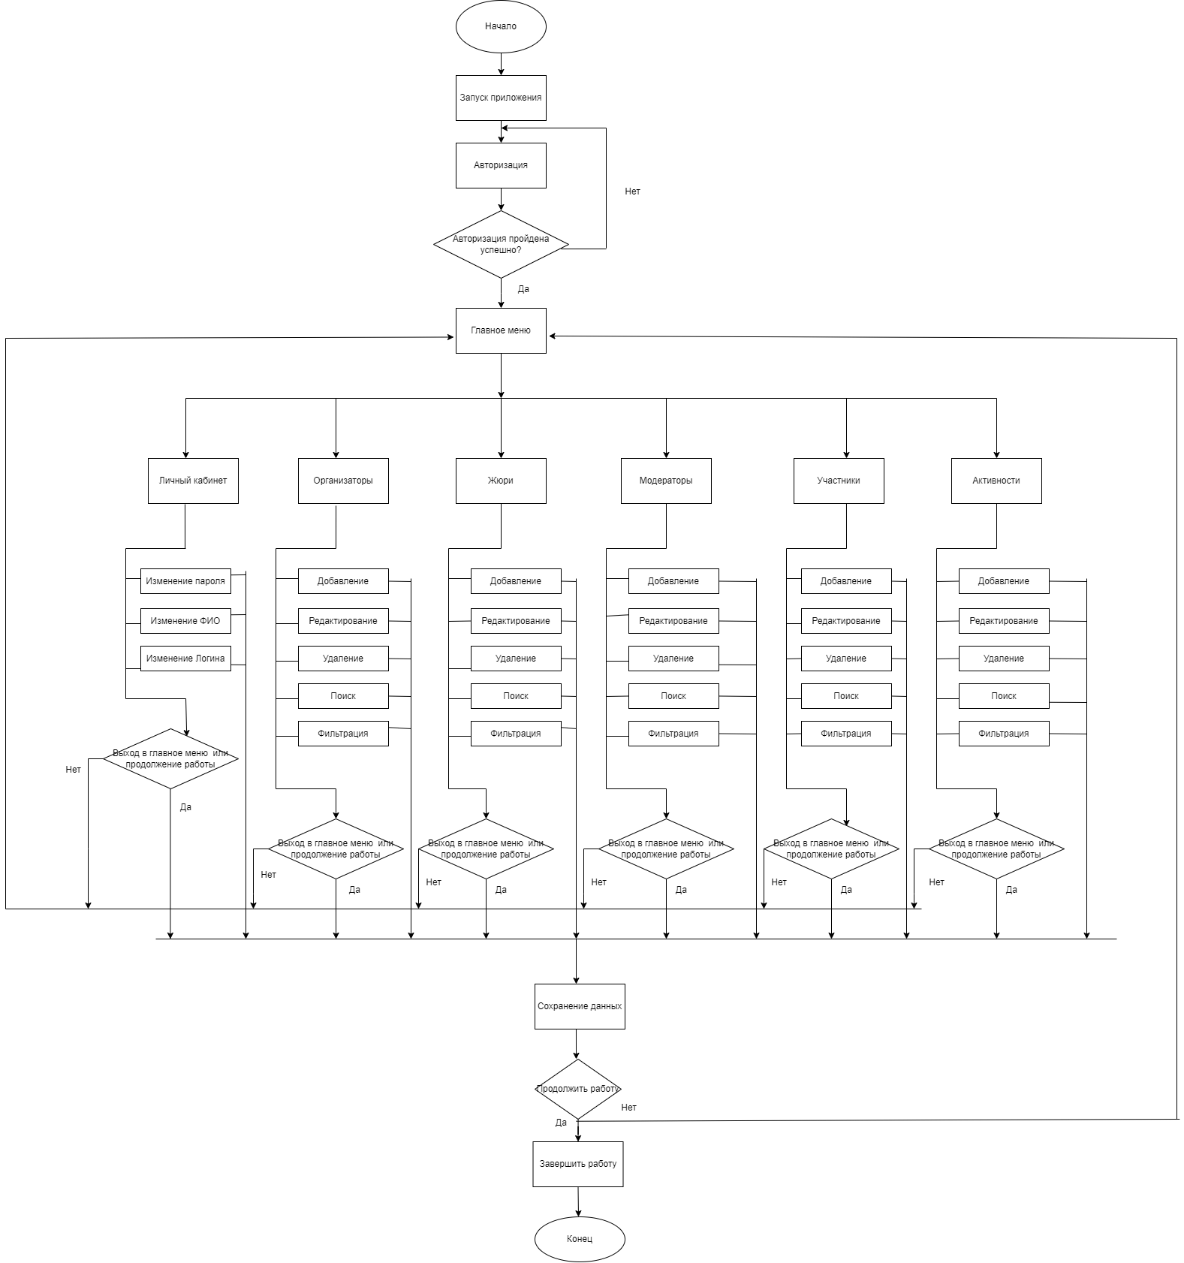 Начало
Запуск приложения
Авторизация
Нет
Авторизация пройдена
успешно?
Да
Главное меню
Личный кабинет
Организаторы
Жюри
Модераторы
Участники
Активности
Изменение пароля
Добавление
Добавление
Добавление
Добавление
Добавление
Изменение ФИО
Редактирование
Редактирование
Редактирование
Редактирование
Редактирование
Изменение Логина
Удаление
Удаление
Удаление
Удаление
Удаление
Поиск
Поиск
Поиск
Поиск
Поиск
Фильтрация
Фильтрация
Фильтрация
Фильтрация
Фильтрация
Выход в главное меню или
продолжение работы
Нет
Да
Выход в главное меню или
продолжение работы
Нет
Да
Выход в главное меню или
продолжение работы
Нет
Да
Выход в главное меню или
продолжение работы
Нет
Да
Выход в главное меню или
продолжение работы
Нет
Да
Выход в главное меню или
продолжение работы
Нет
Да
Сохранение данных
Продолжить работу
Нет
Да
Завершить работу
Конец